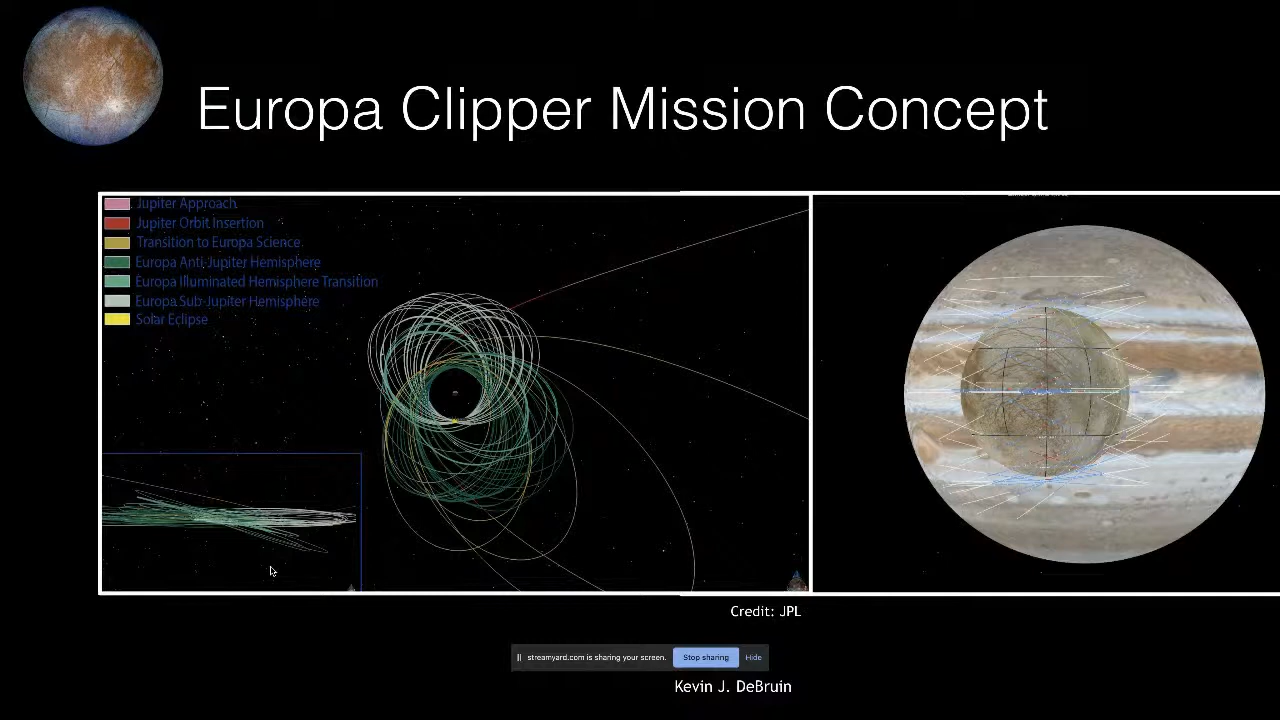 Europa Clipper Mission Concept
Jupiter Approach
Jupiter Orbit Insertion
Transition to Europa Science
Europa Anti-Jupiter Hemisphere
Europa Illuminated Hemisphere Transition
Europa Sub-Jupiter Hemisphere
Solar Eclipse
Credit: JPL
streamyard.com is sharing your screen.
Stop sharing
Hide
Kevin J. DeBruin